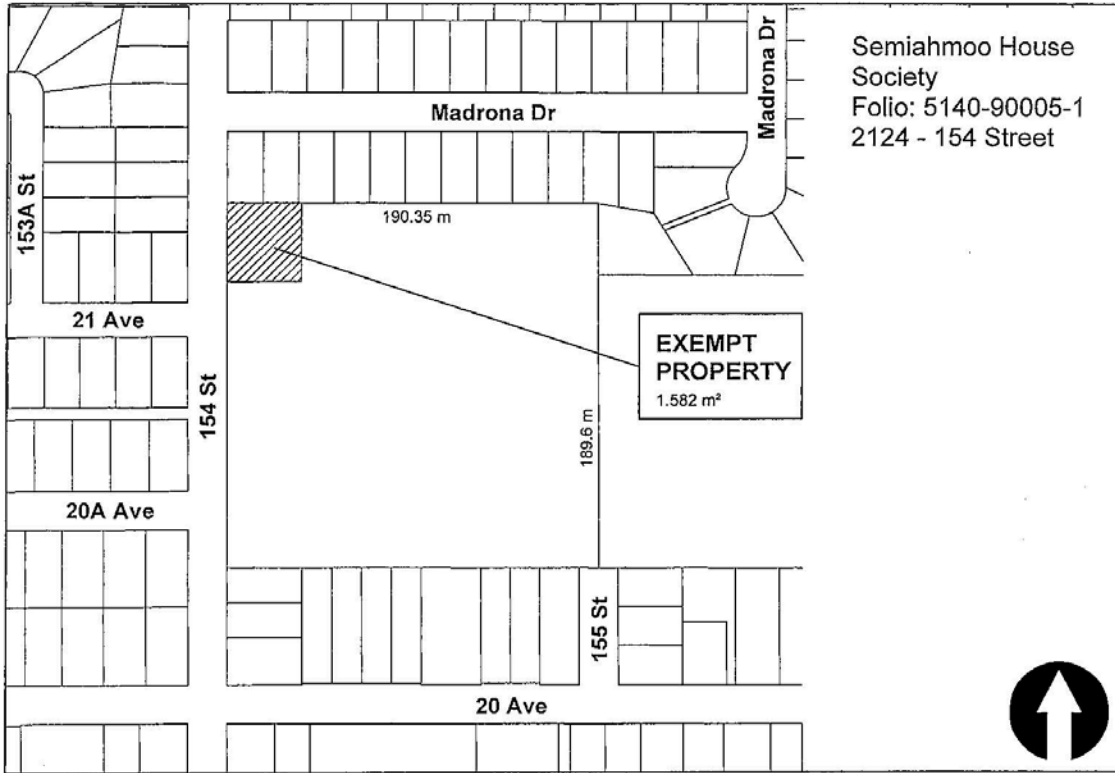 Semiahmoo House
Society
Folio: 5140-90005-1
2124 - 154 Street
Madrona Dr
Madrona Dr
153A St
190.35 m
21 Ave
EXEMPT
PROPERTY
1.582 m²
154 St
189.6 m
20A Ave
155 St
20 Ave